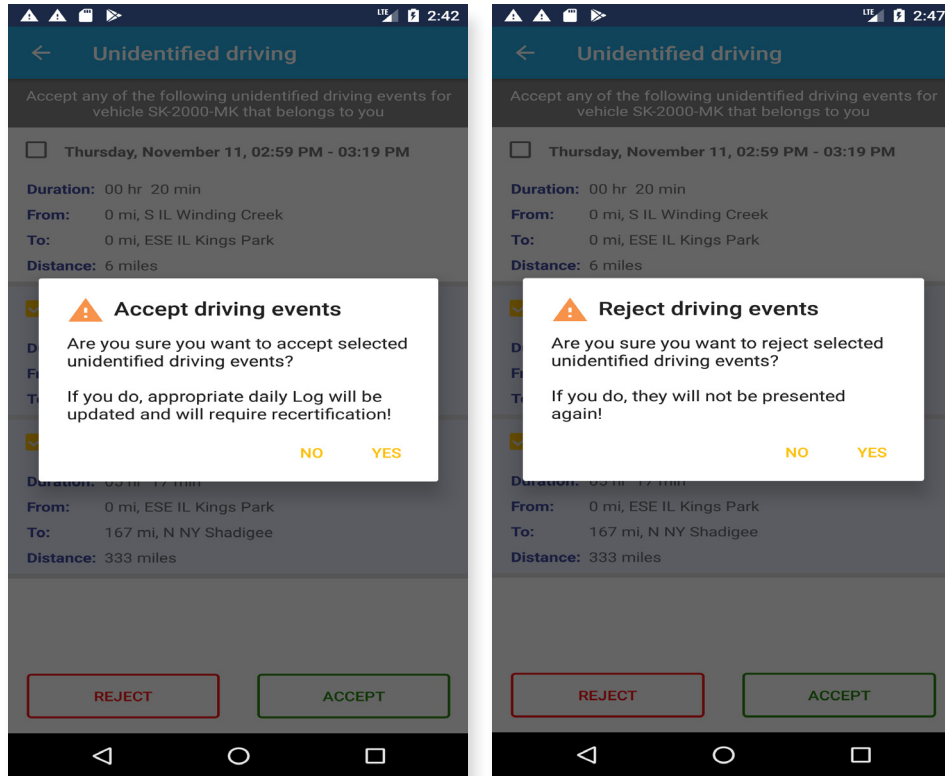 LTE 2:42
Unidentified driving
Accept any of the following unidentified driving events for
vehicle SK-2000-MK that belongs to you
Thursday, November 11, 02:59 PM - 03:19 PM
Duration: 00 hr 20 min
From: 0 mi, S IL Winding Creek
To: 0 mi, ESE IL Kings Park
Distance: 6 miles
Accept driving events
Are you sure you want to accept selected
unidentified driving events?
If you do, appropriate daily Log will be
updated and will require recertification!
NO YES
Duration:
From: 0 mi, ESE IL Kings Park
To: 167 mi, N NY Shadigee
Distance: 333 miles
REJECT ACCEPT
LTE 2:47
Unidentified driving
Accept any of the following unidentified driving events for
vehicle SK-2000-MK that belongs to you
Thursday, November 11, 02:59 PM - 03:19 PM
Duration: 00 hr 20 min
From: 0 mi, S IL Winding Creek
To: 0 mi, ESE IL Kings Park
Distance: 6 miles
Reject driving events
Are you sure you want to reject selected
unidentified driving events?
If you do, they will not be presented
again!
NO YES
Duration:
From: 0 mi, ESE IL Kings Park
To: 167 mi, N NY Shadigee
Distance: 333 miles
REJECT ACCEPT